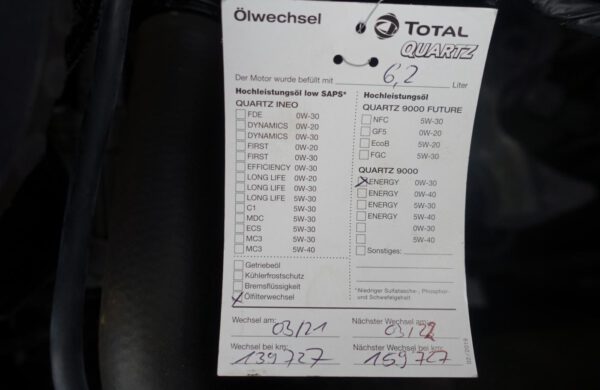 Ölwechsel
TOTAL
QUARTZ
Der Motor wurde befüllt mit 6,2 Liter
Hochleistungsöl low SAPS*
QUARTZ INEO
FDE 0W-30
DYNAMICS 0W-20
DYNAMICS 0W-30
FIRST 0W-20
FIRST 0W-30
EFFICIENCY 0W-30
LONG LIFE 0W-20
LONG LIFE 0W-30
LONG LIFE 5W-30
C1 5W-30
MDC 5W-30
ECS 5W-30
MC3 5W-30
MC3 5W-40
Getriebeöl
Kühlerfrostschutz
Bremsflüssigkeit
x Ölfilterwechsel
Hochleistungsöl
QUARTZ 9000 FUTURE
NFC 5W-30
GF5 0W-20
EcoB 5W-20
FGC 5W-30
QUARTZ 9000
x ENERGY 0W-30
ENERGY 0W-40
ENERGY 5W-30
ENERGY 5W-40
0W-30
5W-40
Sonstiges:
*Niedriger Sulfatasche-, Phosphor-
und Schwefelgehalt
Wechsel am: 03/21
Nächster Wechsel am: 03/22
Wechsel bei km: 139727
Nächster Wechsel bei km: 159727